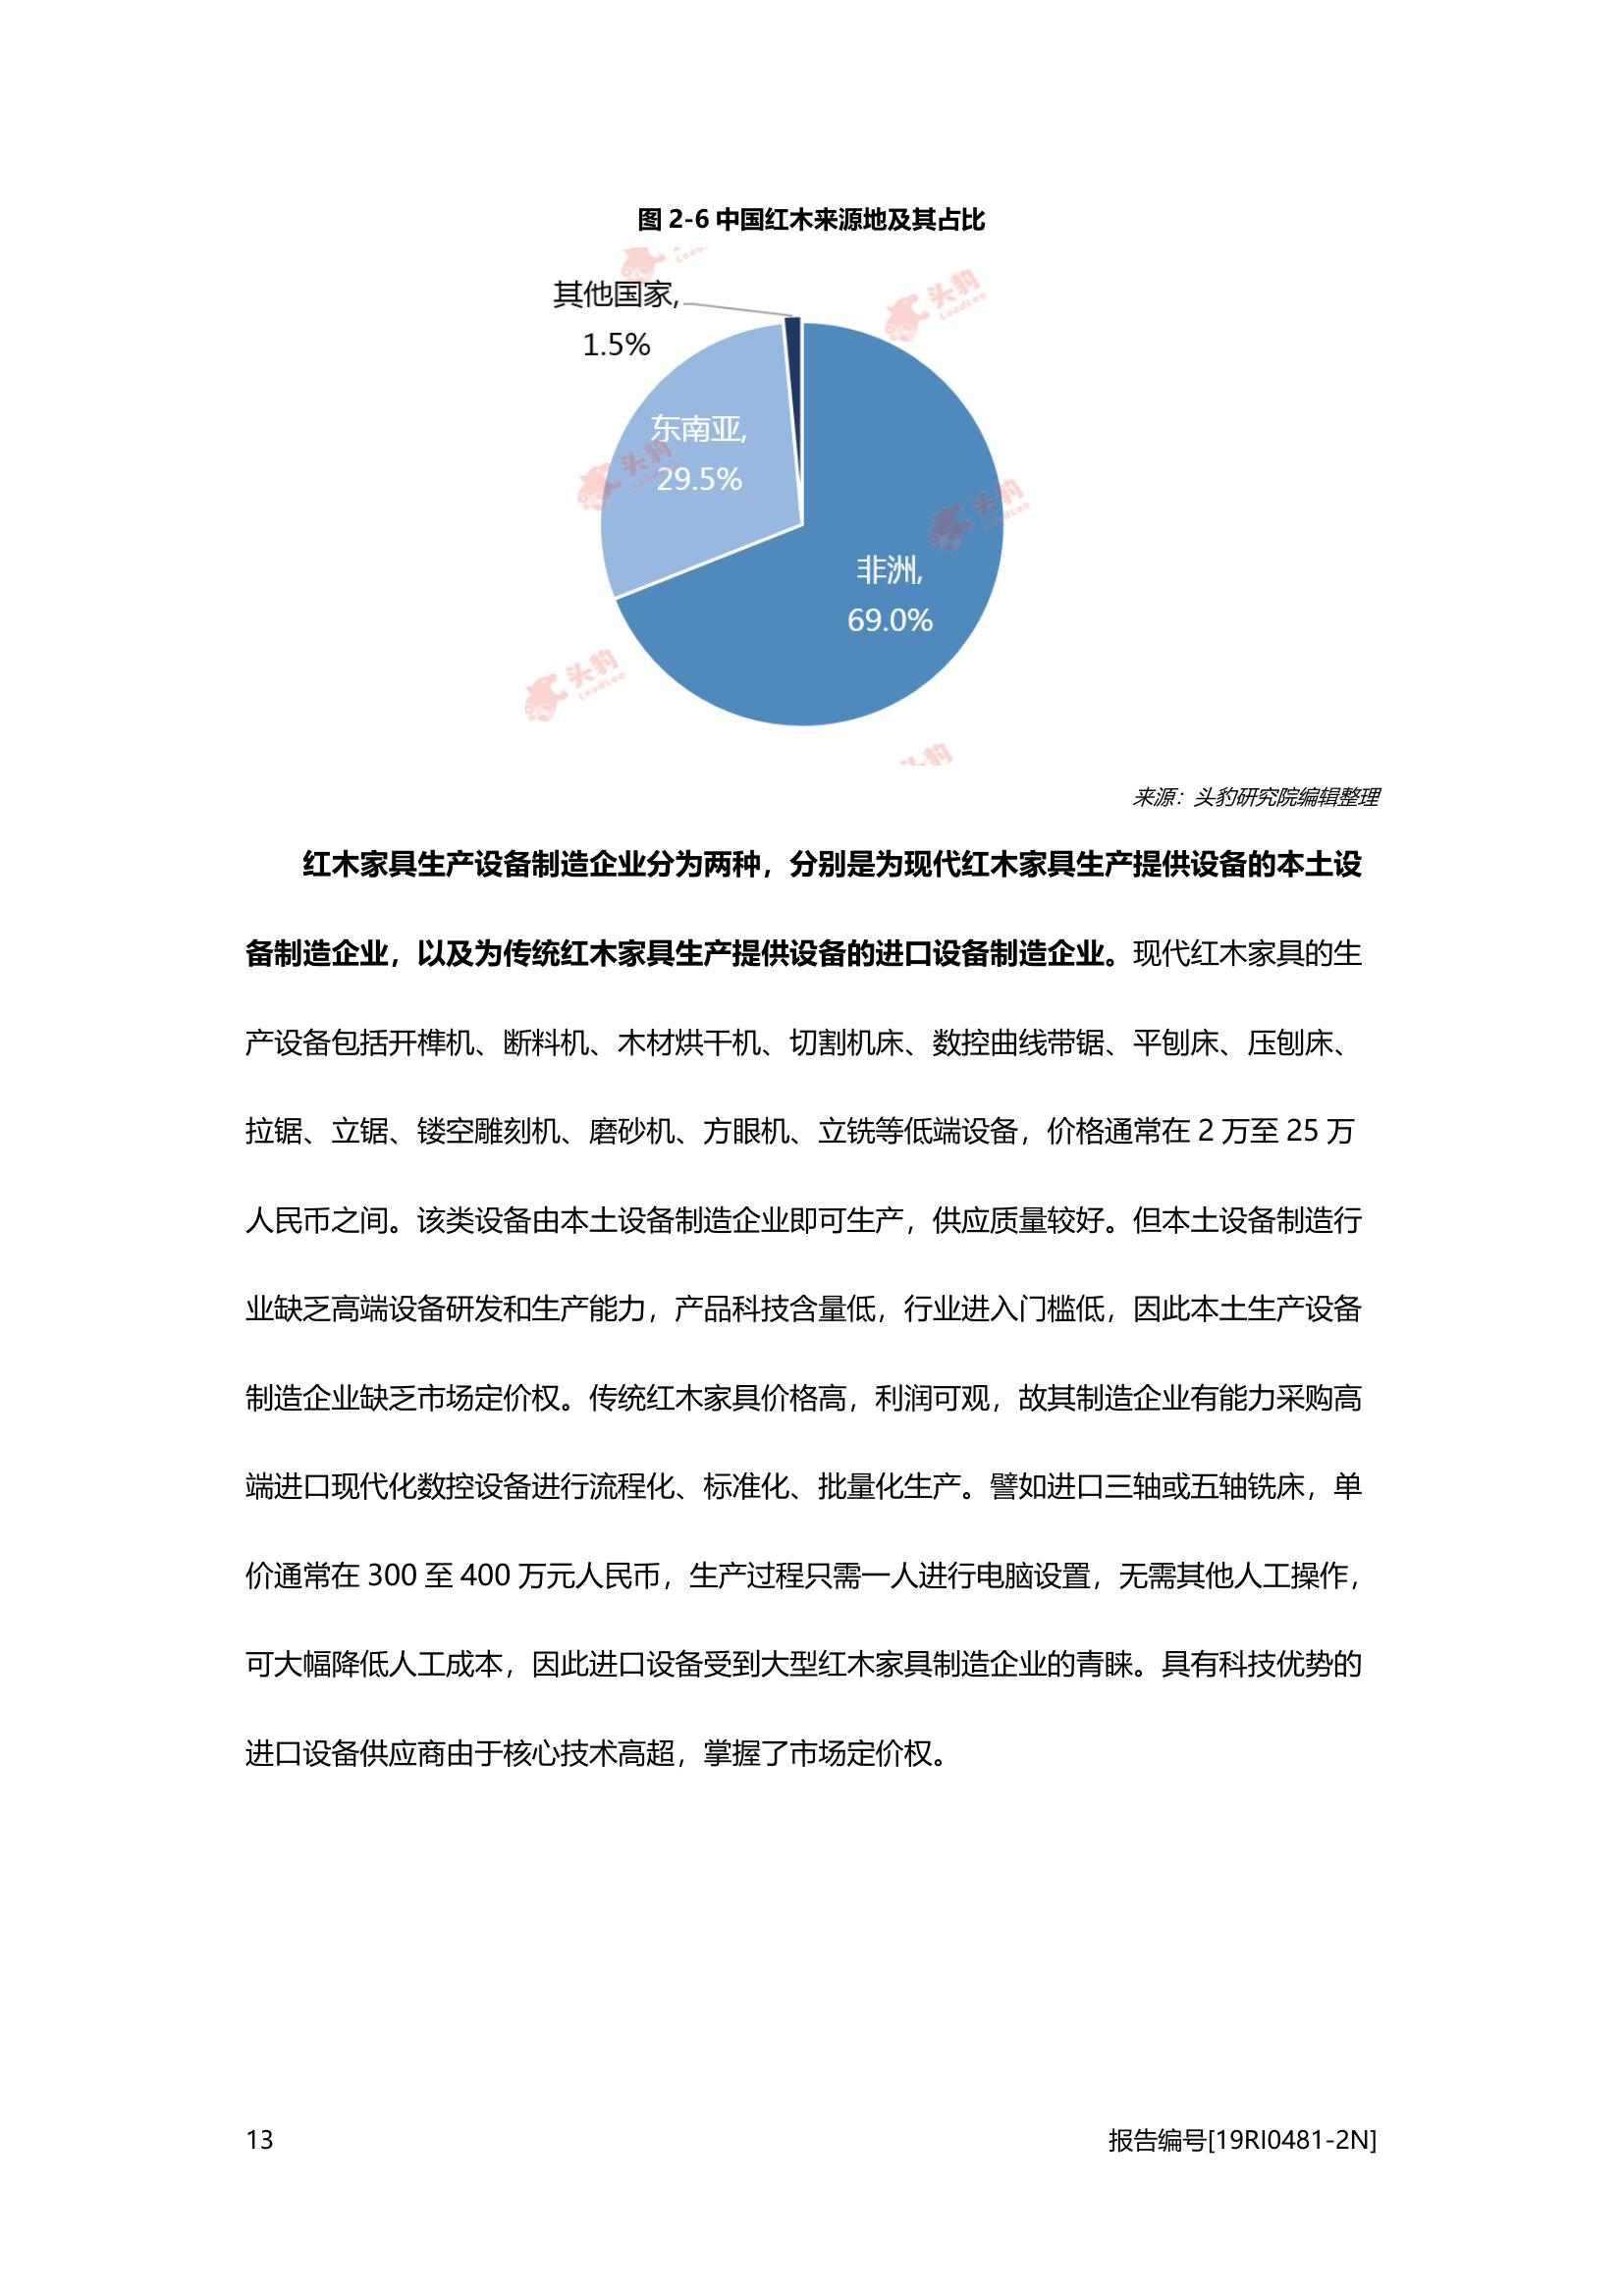 图 2-6 中国红木来源地及其占比
其他国家,
1.5%
东南亚,
29.5%
非洲,
69.0%
头豹
LeadLeo
头豹
LeadLeo
头豹
LeadLeo
头豹
LeadLeo
来源：头豹研究院编辑整理
红木家具生产设备制造企业分为两种，分别是为现代红木家具生产提供设备的本土设
备制造企业，以及为传统红木家具生产提供设备的进口设备制造企业。现代红木家具的生
产设备包括开榫机、断料机、木材烘干机、切割机床、数控曲线带锯、平刨床、压刨床、
拉锯、立锯、镂空雕刻机、磨砂机、方眼机、立铣等低端设备，价格通常在 2 万至 25 万
人民币之间。该类设备由本土设备制造企业即可生产，供应质量较好。但本土设备制造行
业缺乏高端设备研发和生产能力，产品科技含量低，行业进入门槛低，因此本土生产设备
制造企业缺乏市场定价权。传统红木家具价格高，利润可观，故其制造企业有能力采购高
端进口现代化数控设备进行流程化、标准化、批量化生产。譬如进口三轴或五轴铣床，单
价通常在 300 至 400 万元人民币，生产过程只需一人进行电脑设置，无需其他人工操作，
可大幅降低人工成本，因此进口设备受到大型红木家具制造企业的青睐。具有科技优势的
进口设备供应商由于核心技术高超，掌握了市场定价权。
13
报告编号[19RI0481-2N]